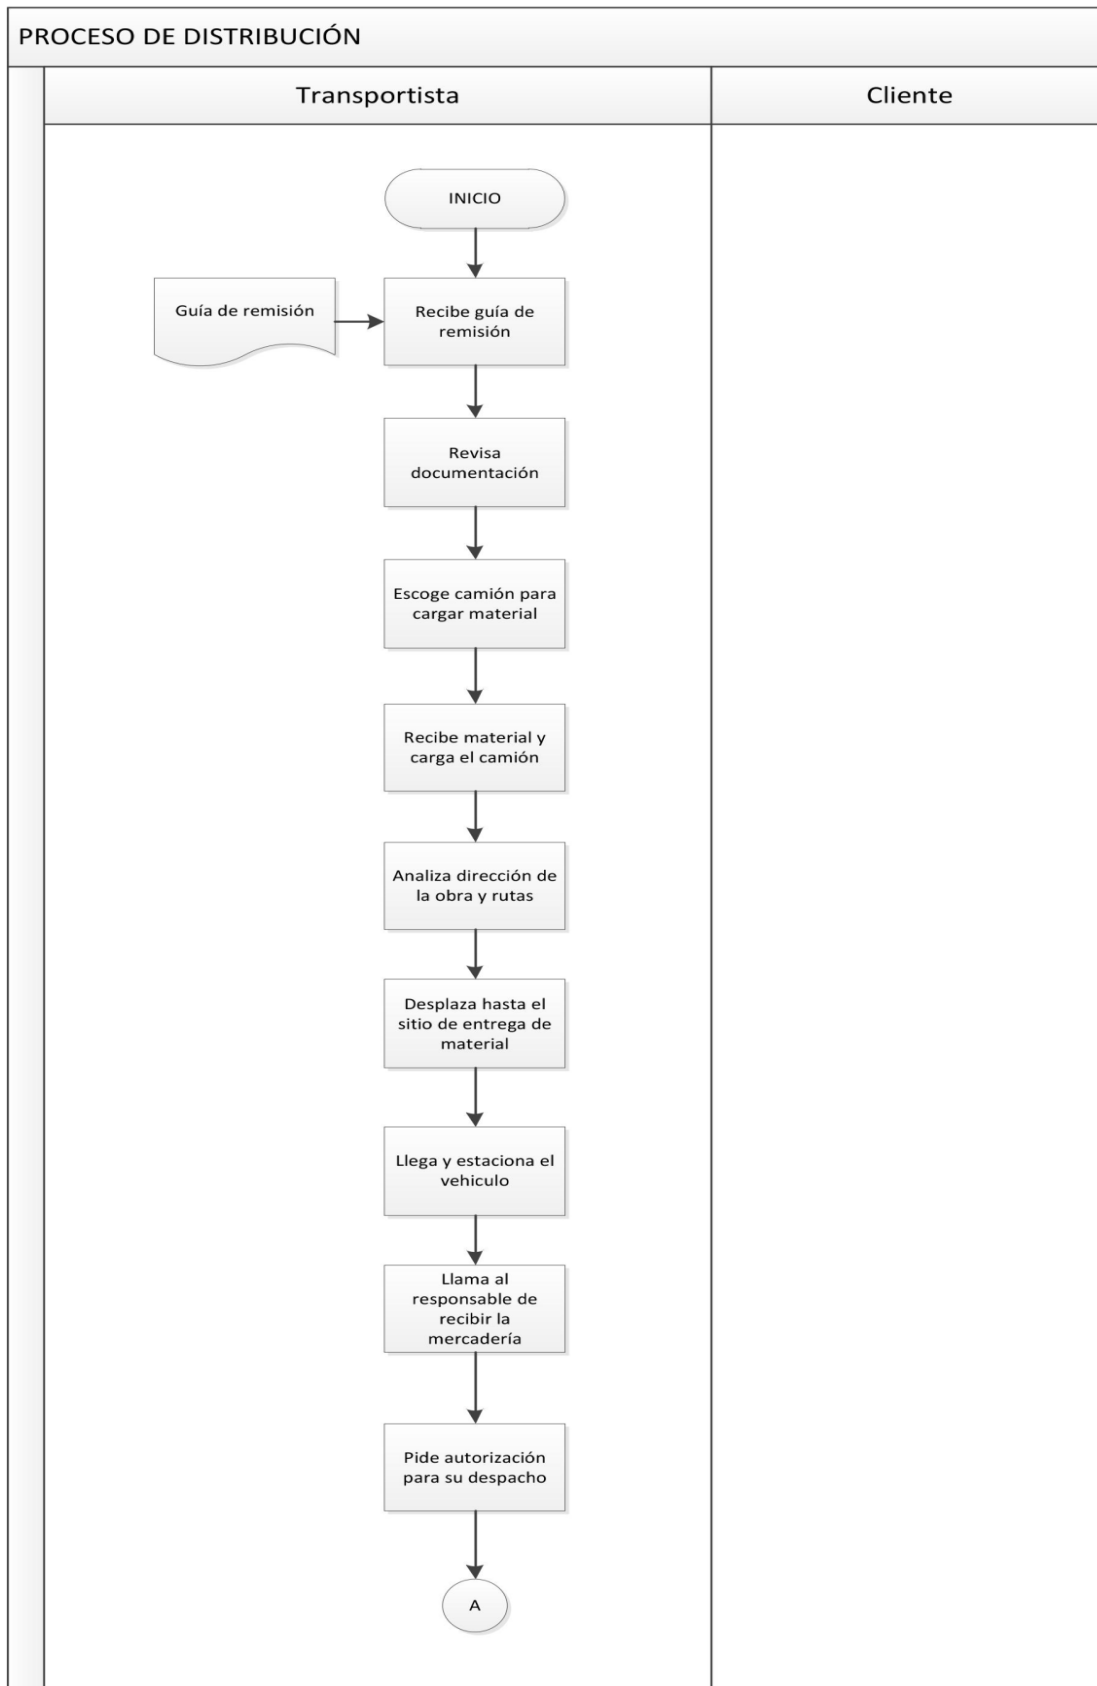 PROCESO DE DISTRIBUCIÓN
Transportista
Cliente
INICIO
Guía de remisión
Recibe guía de
remisión
Revisa
documentación
Escoge camión para
cargar material
Recibe material y
carga el camión
Analiza dirección de
la obra y rutas
Desplaza hasta el
sitio de entrega de
material
Llega y estaciona el
vehiculo
Llama al
responsable de
recibir la
mercadería
Pide autorización
para su despacho
A